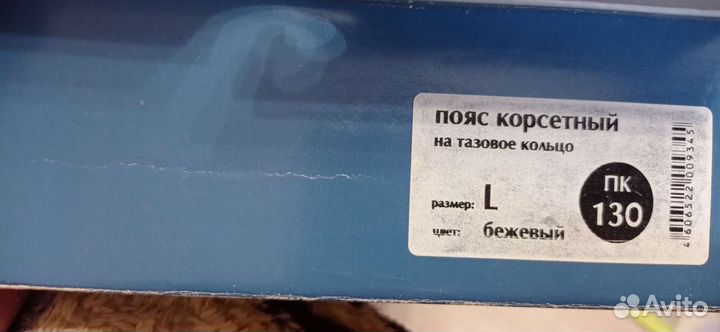 пояс корсетный
на тазовое кольцо
размер: L
цвет: бежевый
ПК
130
4606522009345
Avito